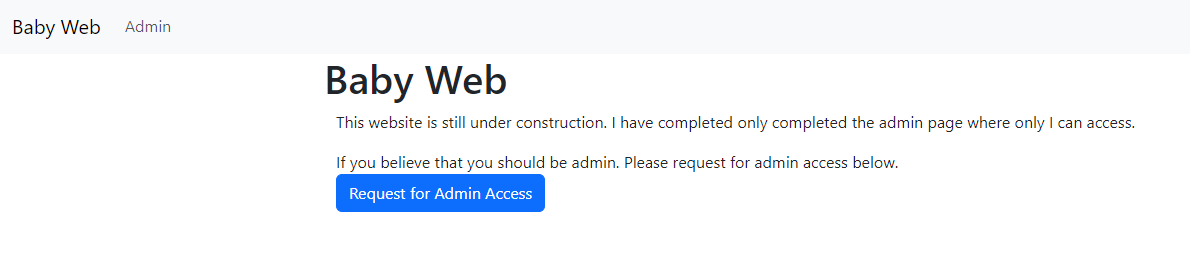 Baby Web Admin
Baby Web
This website is still under construction. I have completed only completed the admin page where only I can access.
If you believe that you should be admin. Please request for admin access below.
Request for Admin Access